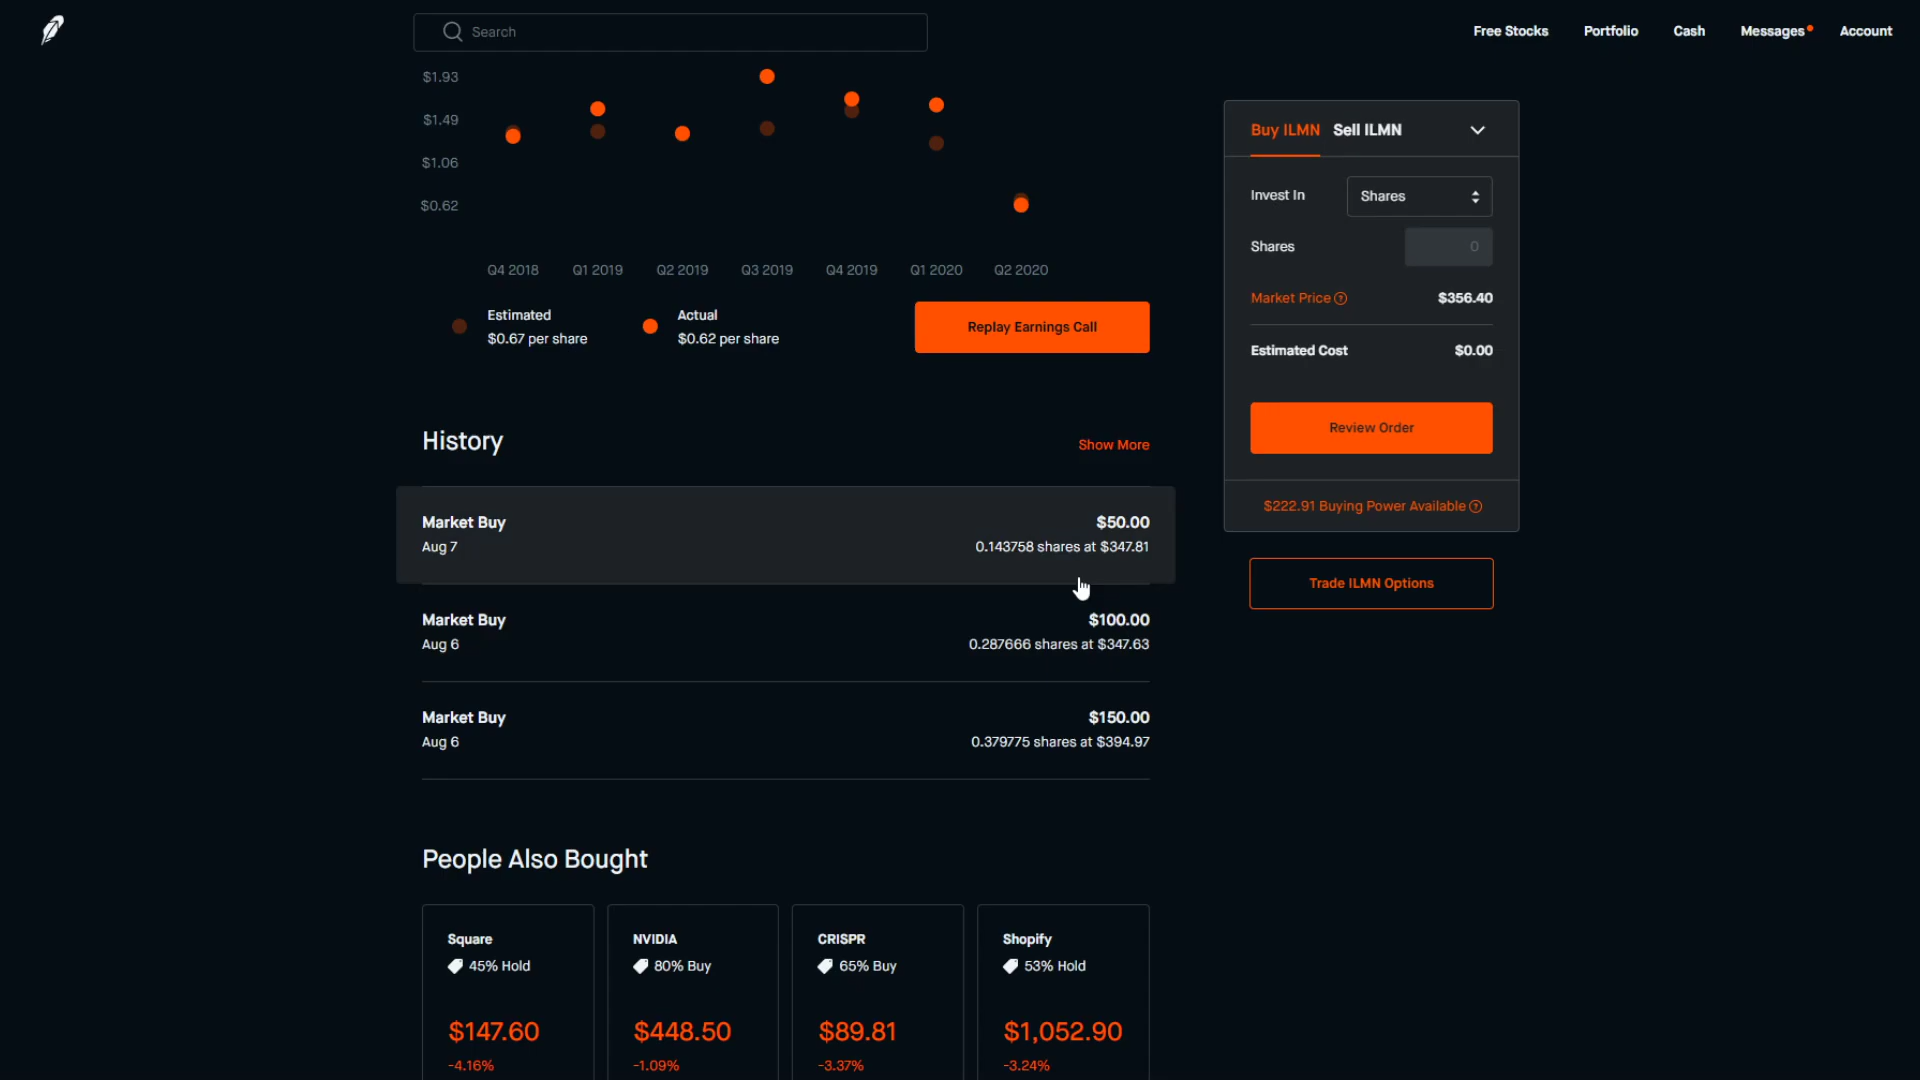 Search
Free Stocks
Portfolio
Cash
Messages
Account
$1.93
$1.49
$1.06
$0.62
Q4 2018
Q1 2019
Q2 2019
Q3 2019
Q4 2019
Q1 2020
Q2 2020
Estimated
$0.67 per share
Actual
$0.62 per share
Replay Earnings Call
History
Show More
Market Buy
$50.00
Aug 7
0.143758 shares at $347.81
Market Buy
$100.00
Aug 6
0.287666 shares at $347.63
Market Buy
$150.00
Aug 6
0.379775 shares at $394.97
People Also Bought
Square
45% Hold
$147.60
-4.16%
NVIDIA
80% Buy
$448.50
-1.09%
CRISPR
65% Buy
$89.81
-3.37%
Shopify
53% Hold
$1,052.90
-3.24%
Buy ILMN
Sell ILMN
Invest In
Shares
Shares
0
Market Price ?
$356.40
Estimated Cost
$0.00
Review Order
$222.91 Buying Power Available ?
Trade ILMN Options